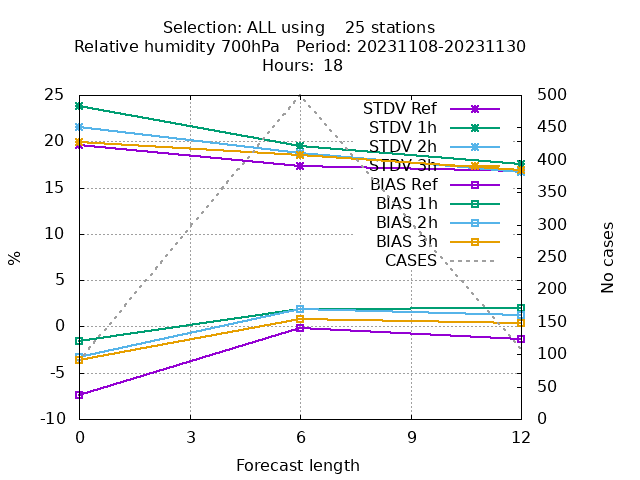 Selection: ALL using    25 stations
Relative humidity 700hPa   Period: 20231108-20231130
Hours: 18
25
20
15
10
5
0
-5
-10
%
STDV Ref
STDV 1h
STDV 2h
STDV 3h
BIAS Ref
BIAS 1h
BIAS 2h
BIAS 3h
CASES
500
450
400
350
300
250
200
150
100
50
0
No cases
0 3 6 9 12
Forecast length